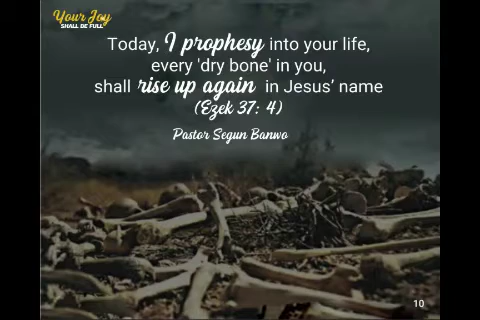 Your Joy
SHALL BE FULL
Today, I prophesy into your life,
every 'dry bone' in you,
shall rise up again in Jesus’ name
(Ezek 37: 4)
Pastor Segun Banwo
10